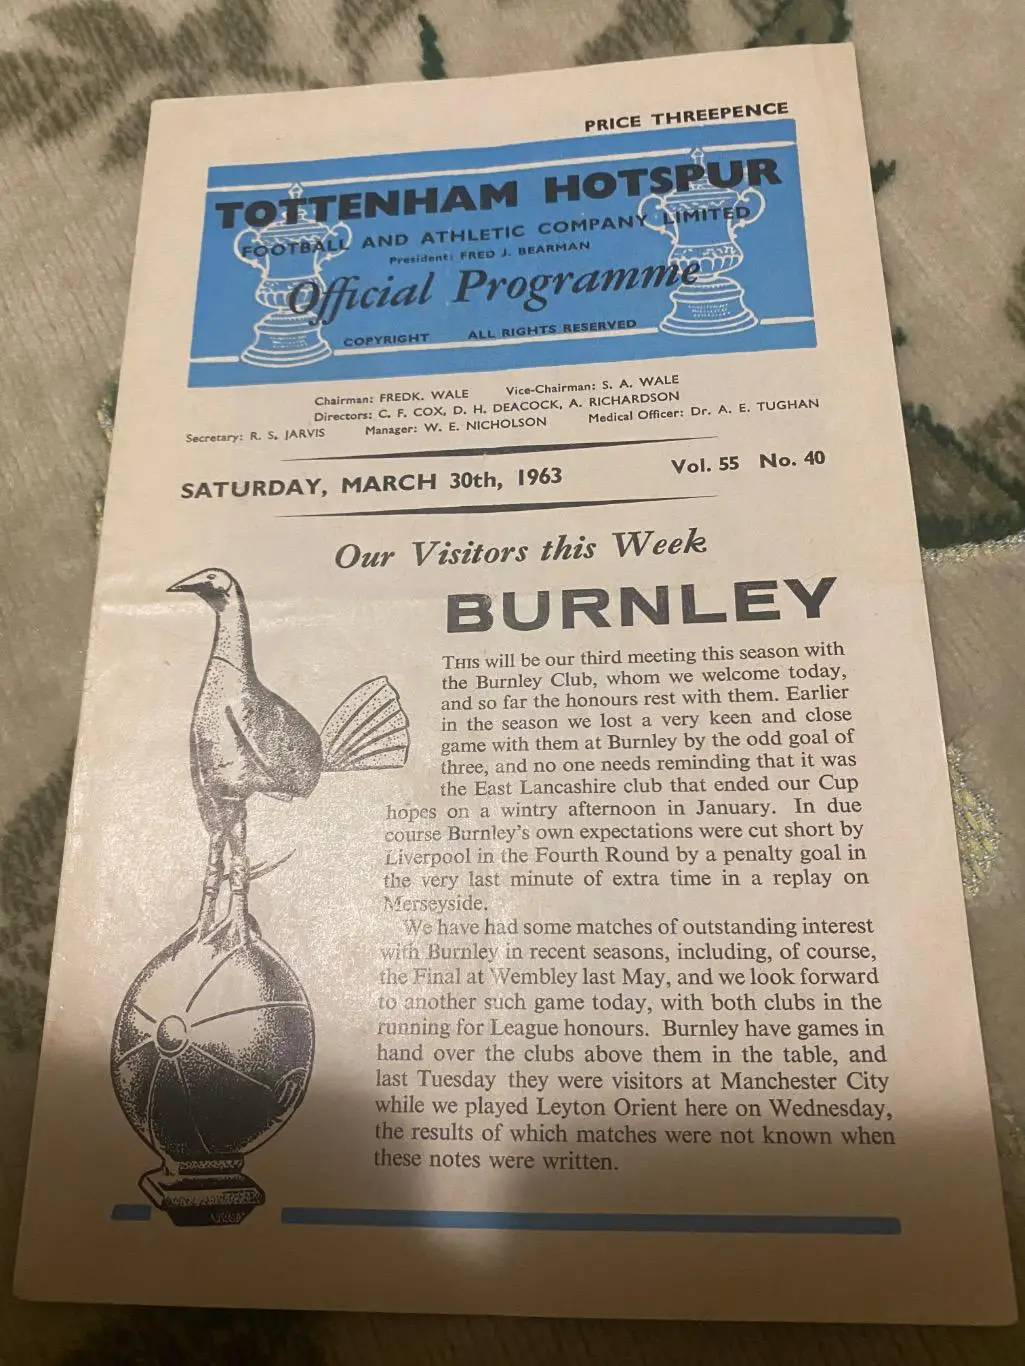 PRICE THREEPENCE
TOTTENHAM HOTSPUR
FOOTBALL AND ATHLETIC COMPANY LIMITED
President: FRED J. BEARMAN
Official Programme
COPYRIGHT ALL RIGHTS RESERVED
Chairman: FREDK. WALE Vice-Chairman: S. A. WALE
Directors: C. F. COX, D. H. DEACOCK, A. RICHARDSON
Secretary: R. S. JARVIS Manager: W. E. NICHOLSON Medical Officer: Dr. A. E. TUGHAN
SATURDAY, MARCH 30th, 1963 Vol. 55 No. 40
Our Visitors this Week
BURNLEY
THIS will be our third meeting this season with
the Burnley Club, whom we welcome today,
and so far the honours rest with them. Earlier
in the season we lost a very keen and close
game with them at Burnley by the odd goal of
three, and no one needs reminding that it was
the East Lancashire club that ended our Cup
hopes on a wintry afternoon in January. In due
course Burnley's own expectations were cut short by
Liverpool in the Fourth Round by a penalty goal in
the very last minute of extra time in a replay on
Merseyside.
We have had some matches of outstanding interest
with Burnley in recent seasons, including, of course,
the Final at Wembley last May, and we look forward
to another such game today, with both clubs in the
running for League honours. Burnley have games in
hand over the clubs above them in the table, and
last Tuesday they were visitors at Manchester City
while we played Leyton Orient here on Wednesday,
the results of which matches were not known when
these notes were written.